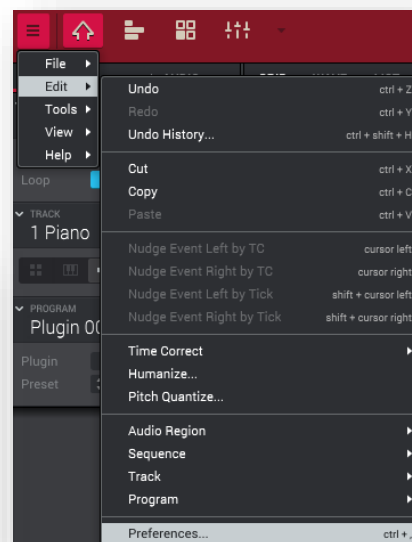 File
Edit
Tools
View
Help
Loop
TRACK
1 Piano
PROGRAM
Plugin 00
Plugin
Preset
Undo ctrl + Z
Redo ctrl + Y
Undo History... ctrl + shift + H
Cut ctrl + X
Copy ctrl + C
Paste ctrl + V
Nudge Event Left by TC cursor left
Nudge Event Right by TC cursor right
Nudge Event Left by Tick shift + cursor left
Nudge Event Right by Tick shift + cursor right
Time Correct
Humanize...
Pitch Quantize...
Audio Region
Sequence
Track
Program
Preferences... ctrl + ,